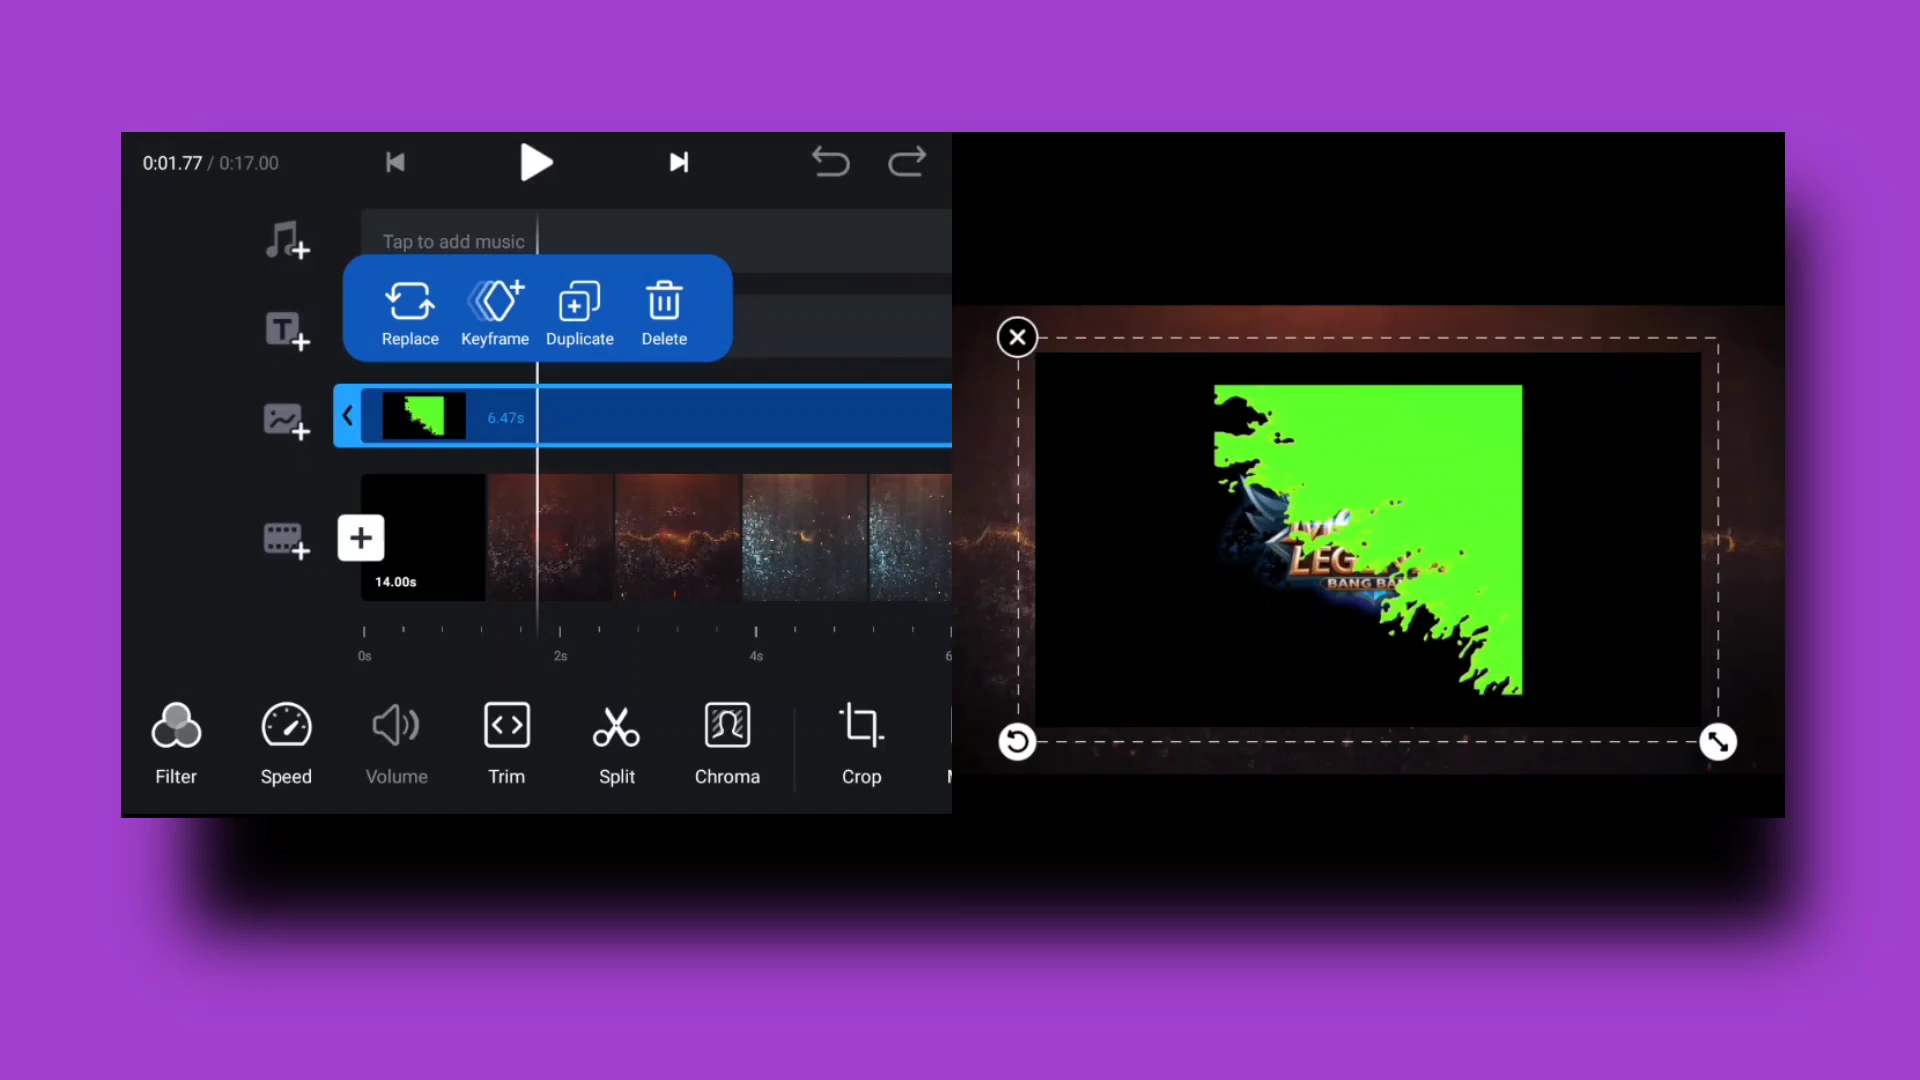 0:01.77 / 0:17.00
Tap to add music
T
Replace Keyframe Duplicate Delete
6.47s
14.00s
0s 2s 4s 6
Filter Speed Volume Trim Split Chroma Crop
LEG
BANG BA